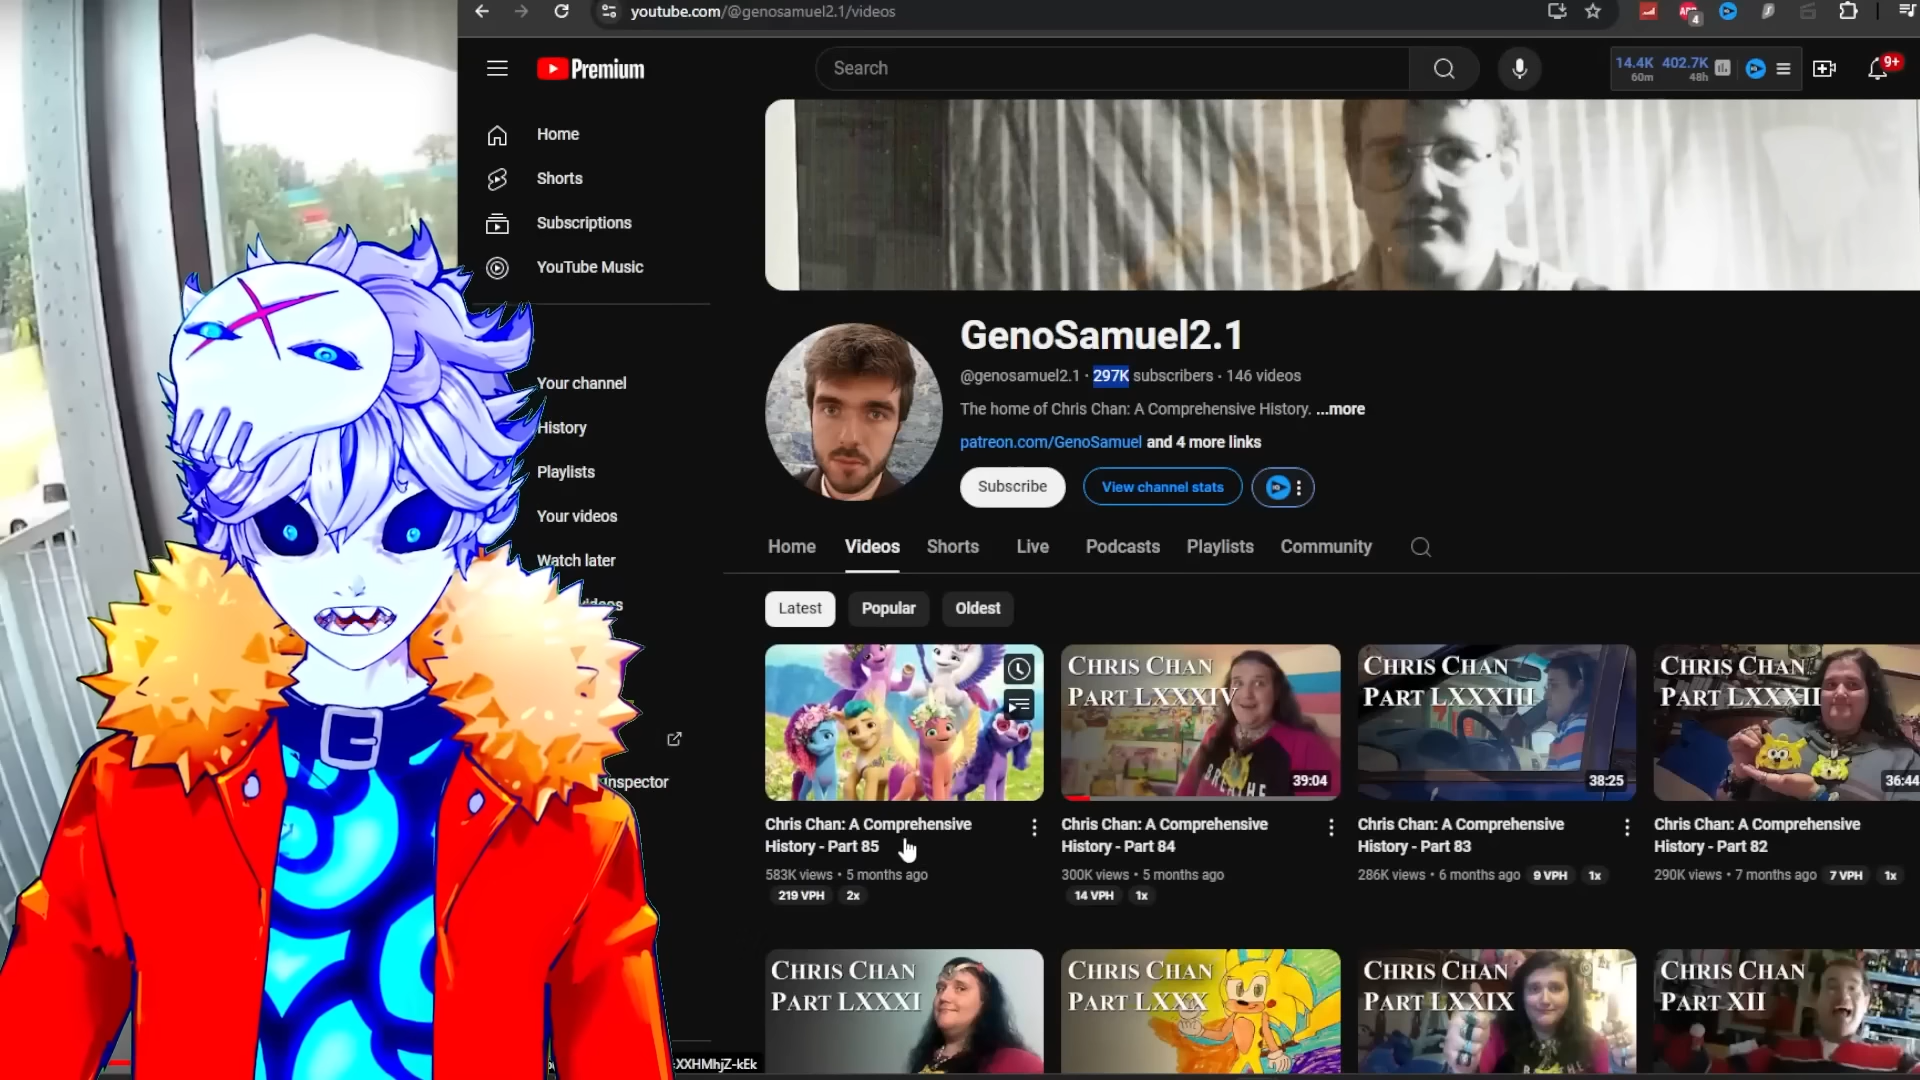 youtube.com/@genosamuel2.1/videos
4
Premium
Search
14.4K 402.7K
60m 48h
9+
Home
Shorts
Subscriptions
YouTube Music
Your channel
History
Playlists
Your videos
Watch later
inspector
GenoSamuel2.1
@genosamuel2.1 · 297K subscribers · 146 videos
The home of Chris Chan: A Comprehensive History. ...more
patreon.com/GenoSamuel and 4 more links
Subscribe
View channel stats
Home Videos Shorts Live Podcasts Playlists Community
Latest Popular Oldest
CHRIS CHAN
PART LXXXIV
BREATHE
39:04
CHRIS CHAN
PART LXXXIII
38:25
CHRIS CHAN
PART LXXXII
36:44
Chris Chan: A Comprehensive
History - Part 85
583K views • 5 months ago
219 VPH 2x
Chris Chan: A Comprehensive
History - Part 84
300K views • 5 months ago
14 VPH 1x
Chris Chan: A Comprehensive
History - Part 83
286K views • 6 months ago 9 VPH 1x
Chris Chan: A Comprehensive
History - Part 82
290K views • 7 months ago 7 VPH 1x
CHRIS CHAN
PART LXXXI
CHRIS CHAN
PART LXXX
CHRIS CHAN
PART LXXIX
CHRIS CHAN
PART XII
XXHMhjZ-kEk